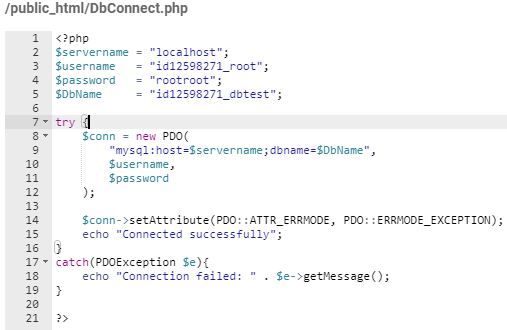 /public_html/DbConnect.php
1 <?php
2 $servername = "localhost";
3 $username   = "id12598271_root";
4 $password   = "rootroot";
5 $DbName     = "id12598271_dbtest";
6
7 try {
8     $conn = new PDO(
9         "mysql:host=$servername;dbname=$DbName",
10         $username,
11         $password
12     );
13
14     $conn->setAttribute(PDO::ATTR_ERRMODE, PDO::ERRMODE_EXCEPTION);
15     echo "Connected successfully";
16 }
17 catch(PDOException $e){
18     echo "Connection failed: " . $e->getMessage();
19 }
20
21 ?>